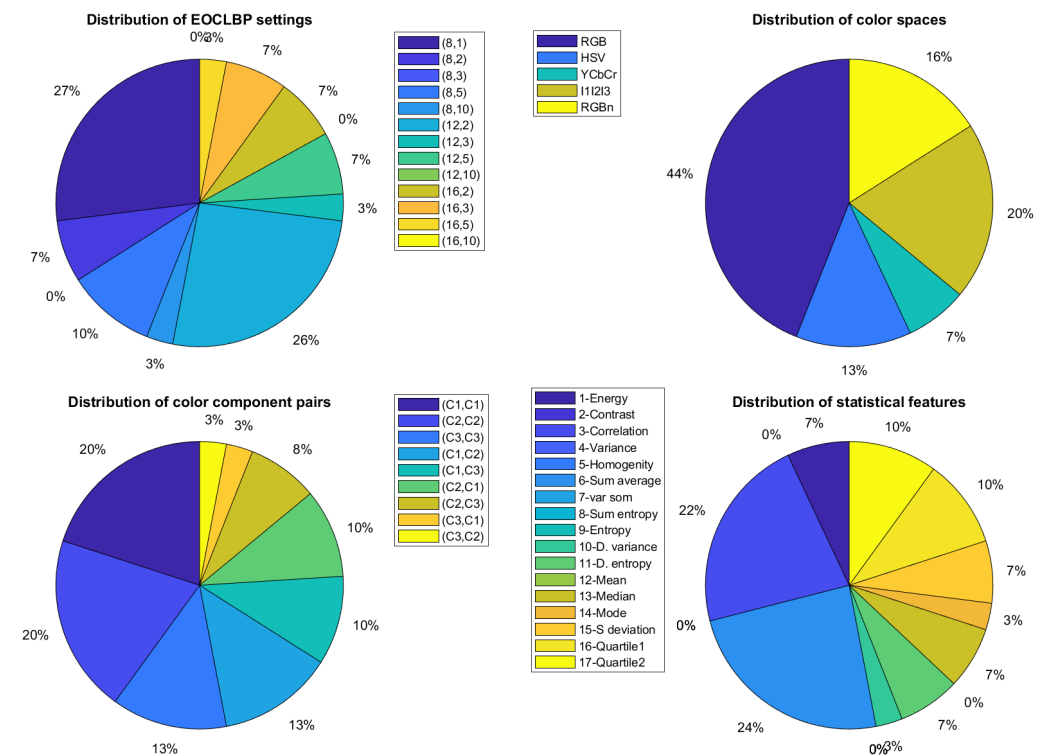 Distribution of EOCLBP settings
0%
3%
7%
7%
0%
7%
3%
26%
3%
10%
0%
7%
27%
(8,1)
(8,2)
(8,3)
(8,5)
(8,10)
(12,2)
(12,3)
(12,5)
(12,10)
(16,2)
(16,3)
(16,5)
(16,10)
Distribution of color spaces
RGB
HSV
YCbCr
I1I2I3
RGBn
16%
20%
7%
13%
44%
Distribution of color component pairs
3%
3%
8%
10%
10%
13%
13%
20%
20%
(C1,C1)
(C2,C2)
(C3,C3)
(C1,C2)
(C1,C3)
(C2,C1)
(C2,C3)
(C3,C1)
(C3,C2)
Distribution of statistical features
1-Energy
2-Contrast
3-Correlation
4-Variance
5-Homogenity
6-Sum average
7-var som
8-Sum entropy
9-Entropy
10-D. variance
11-D. entropy
12-Mean
13-Median
14-Mode
15-S deviation
16-Quartile1
17-Quartile2
7%
0%
22%
0%
24%
0%
3%
7%
0%
7%
3%
7%
10%
10%